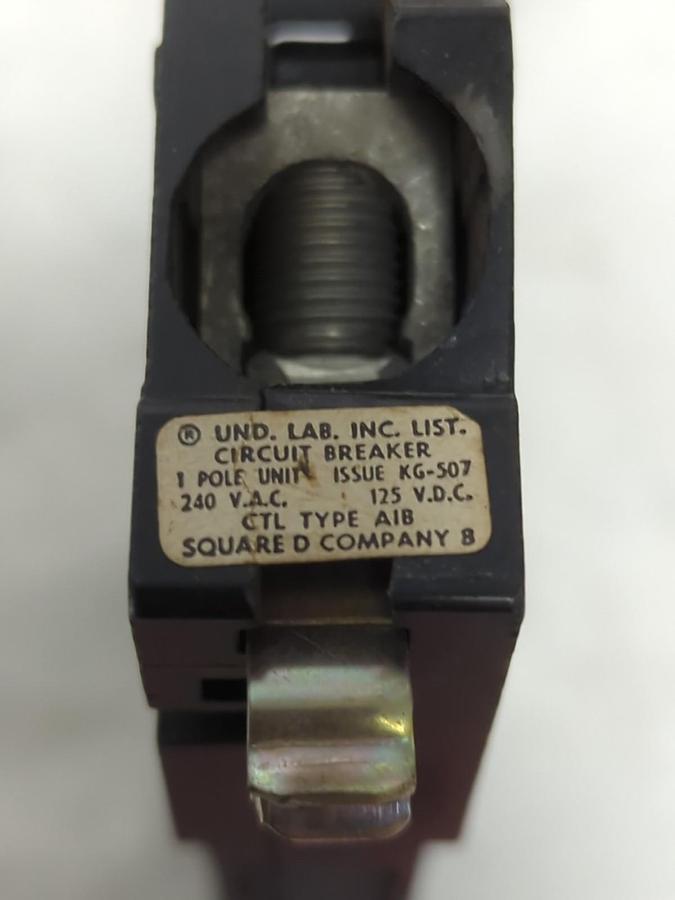 ® UND. LAB. INC. LIST.
CIRCUIT BREAKER
1 POLE UNIT ISSUE KG-507
240 V.A.C. 125 V.D.C.
CTL TYPE A1B
SQUARE D COMPANY 8